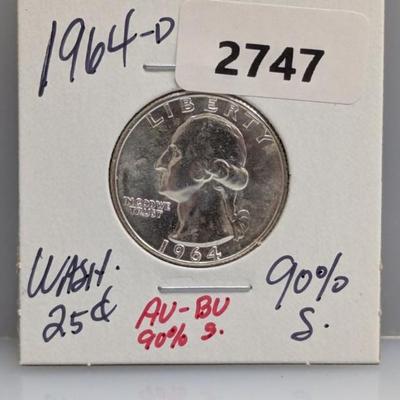 1964-D
2747
LIBERTY
IN GOD WE
TRUST
1964
WASH.
25¢
AU-BU
90% S.
90%
S.